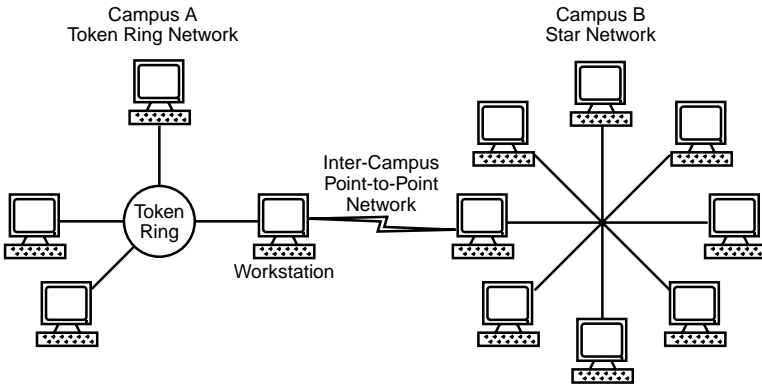 Campus A
Token Ring Network
Campus B
Star Network
Inter-Campus
Point-to-Point
Network
Token
Ring
Workstation